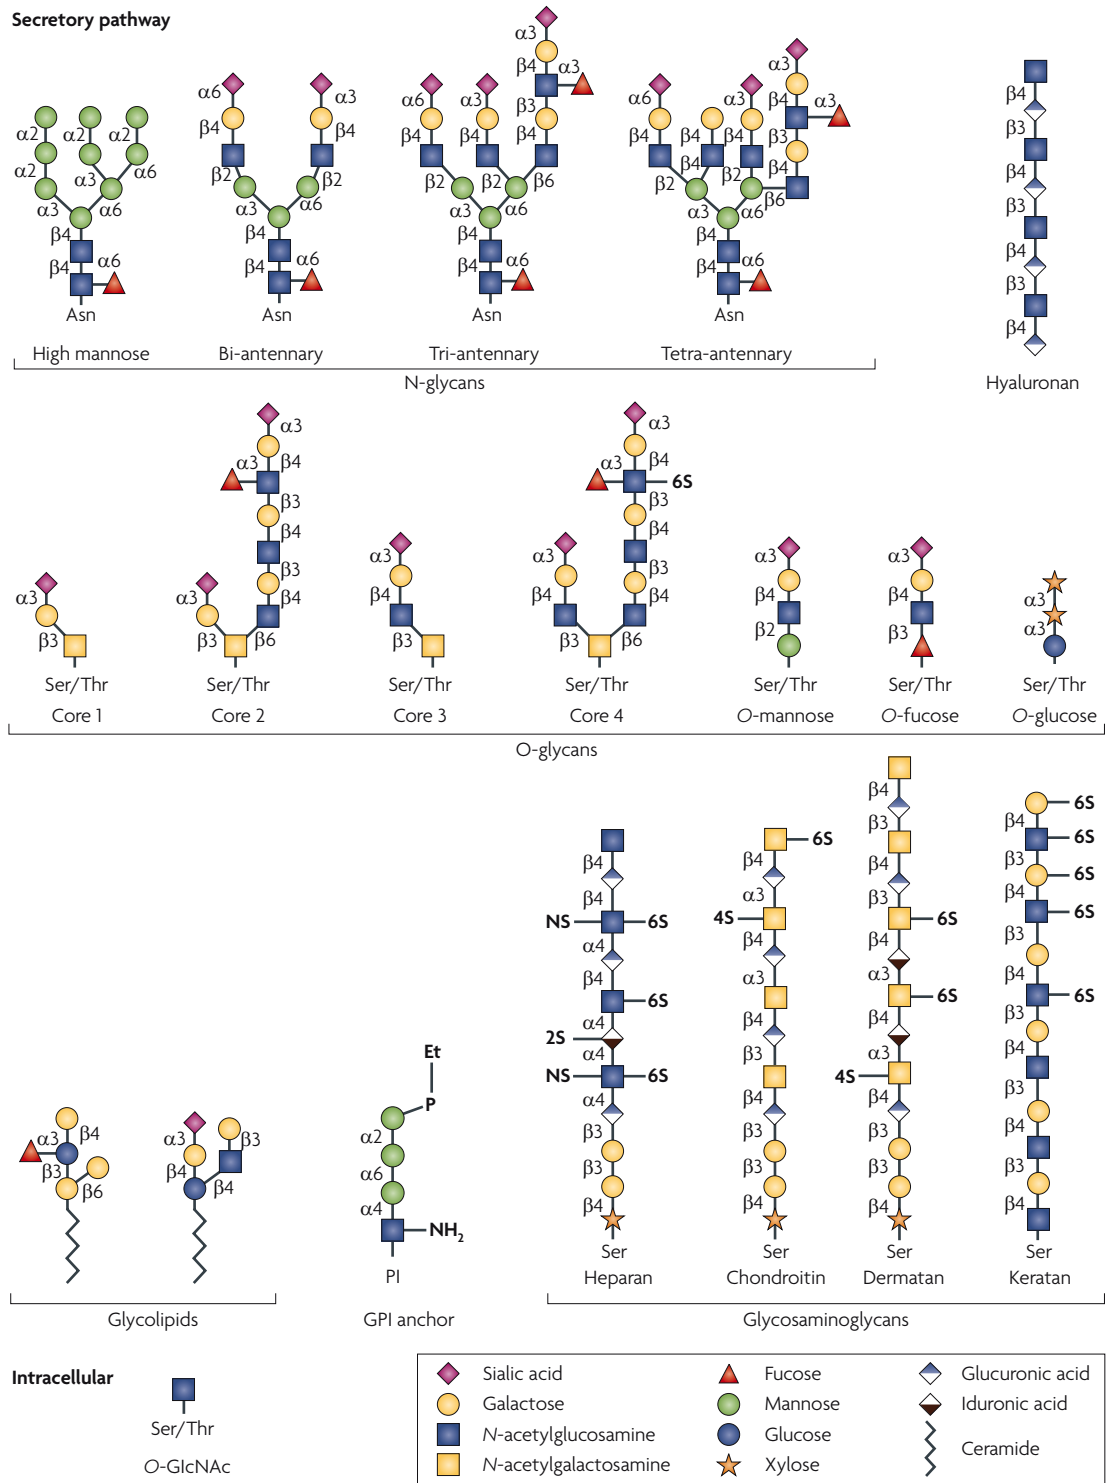 Secretory pathway
α2
α2
α2
α2
α3
α6
α3
α6
β4
β4
α6
Asn
High mannose
α6
α3
β4
β4
β2
β2
α3
α6
β4
β4
α6
Asn
Bi-antennary
α3
β4
α3
β3
α6
α3
β4
β4
β4
β2
β2
β6
α3
α6
β4
β4
α6
Asn
Tri-antennary
α3
β4
α3
β3
β4
α6
α3
β4
β4
β4
β2
β4
β2
β6
α3
α6
β4
β4
α6
Asn
Tetra-antennary
N-glycans
β4
β3
β4
β3
β4
β3
β4
Hyaluronan
α3
β3
Ser/Thr
Core 1
α3
β4
α3
β3
β4
β3
β4
α3
β3
β6
Ser/Thr
Core 2
α3
β4
β3
Ser/Thr
Core 3
α3
β4
α3
6S
β3
β4
β3
β4
α3
β4
β3
β6
Ser/Thr
Core 4
α3
β4
β2
Ser/Thr
O-mannose
α3
β4
β3
Ser/Thr
O-fucose
α3
α3
Ser/Thr
O-glucose
O-glycans
β4
α3
β3
β6
α3
β4
β3
β4
Glycolipids
Et
P
α2
α6
α4
NH2
PI
GPI anchor
β4
β4
NS
6S
α4
β4
6S
α4
2S
α4
NS
6S
α4
β3
β3
β4
Ser
Heparan
6S
β4
α3
4S
β4
α3
β4
β3
β4
β3
β3
β4
Ser
Chondroitin
β4
β3
β4
β3
6S
β4
α3
6S
β4
α3
4S
β4
β3
β3
β4
Ser
Dermatan
6S
β4
6S
β3
6S
β4
6S
β3
β4
6S
β3
β4
β3
β4
β3
β4
Ser
Keratan
Glycosaminoglycans
Intracellular
Ser/Thr
O-GlcNAc
Sialic acid
Galactose
N-acetylglucosamine
N-acetylgalactosamine
Fucose
Mannose
Glucose
Xylose
Glucuronic acid
Iduronic acid
Ceramide